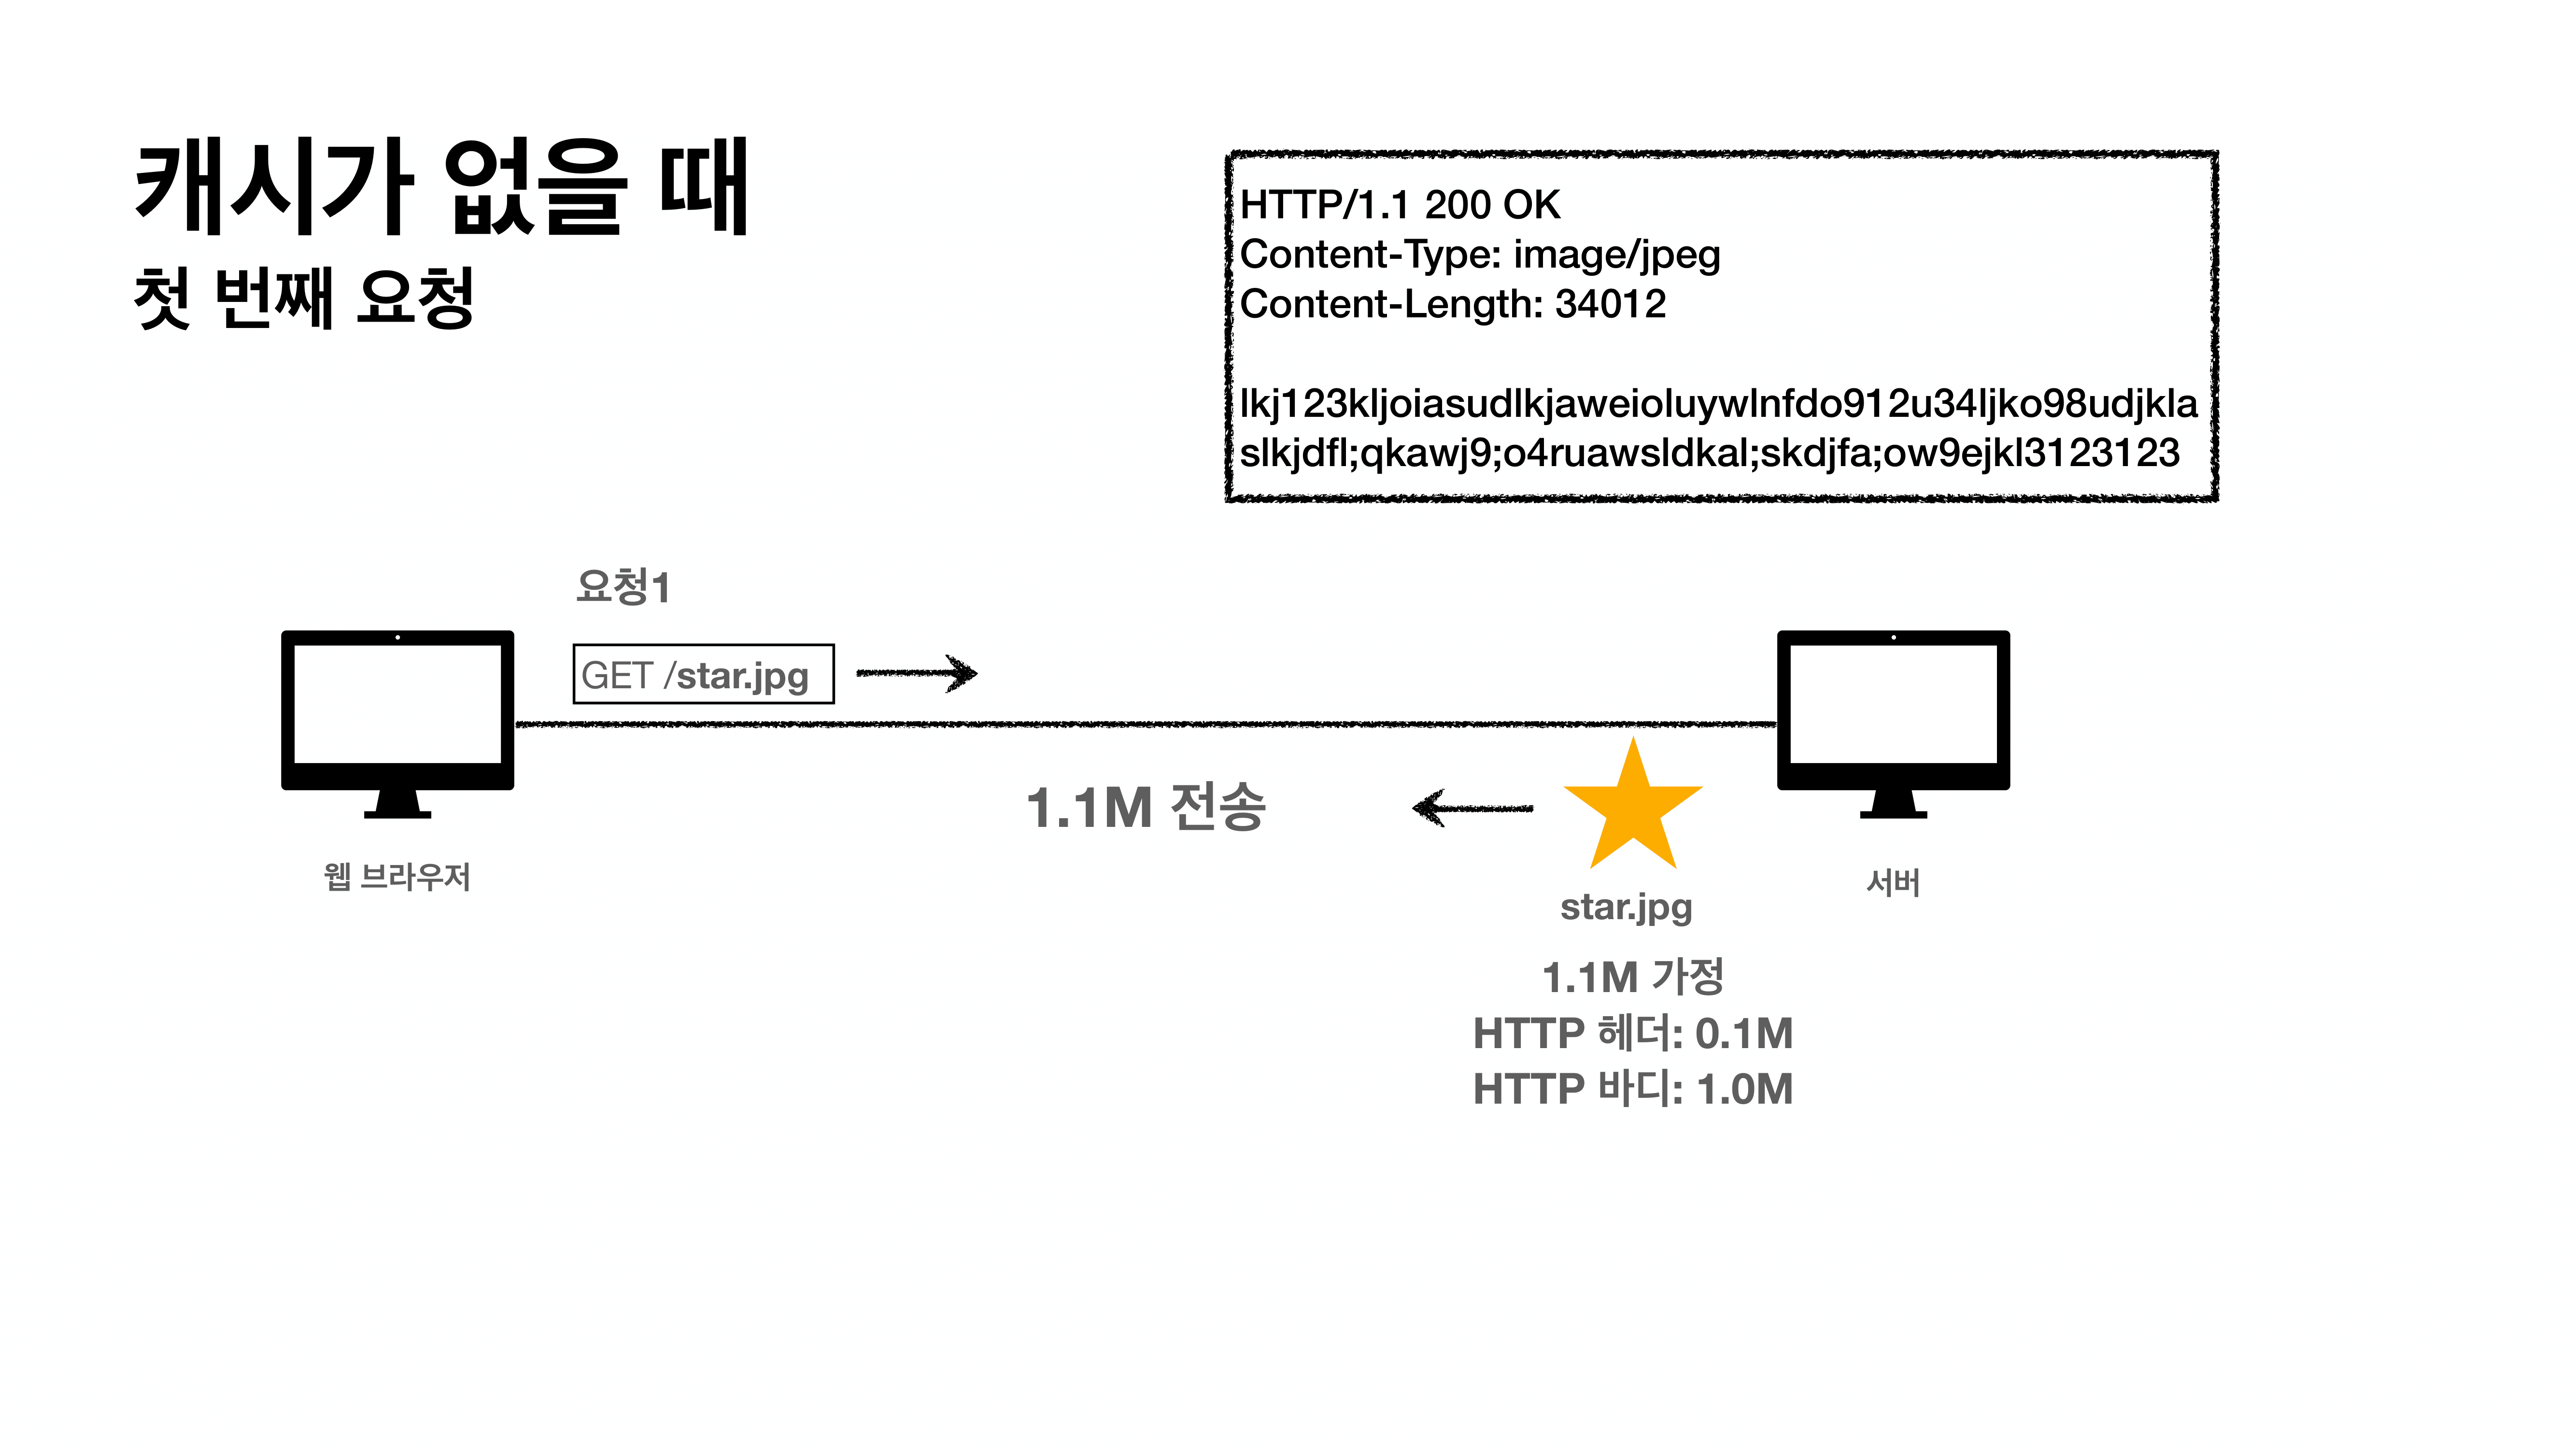 캐시가 없을 때
첫 번째 요청
HTTP/1.1 200 OK
Content-Type: image/jpeg
Content-Length: 34012
lkj123kljoiasudlkjaweioluywlnfdo912u34ljko98udjkla
slkjdfl;qkawj9;o4ruawsldkal;skdjfa;ow9ejkl3123123
요청1
GET /star.jpg
1.1M 전송
웹 브라우저
서버
star.jpg
1.1M 가정
HTTP 헤더: 0.1M
HTTP 바디: 1.0M